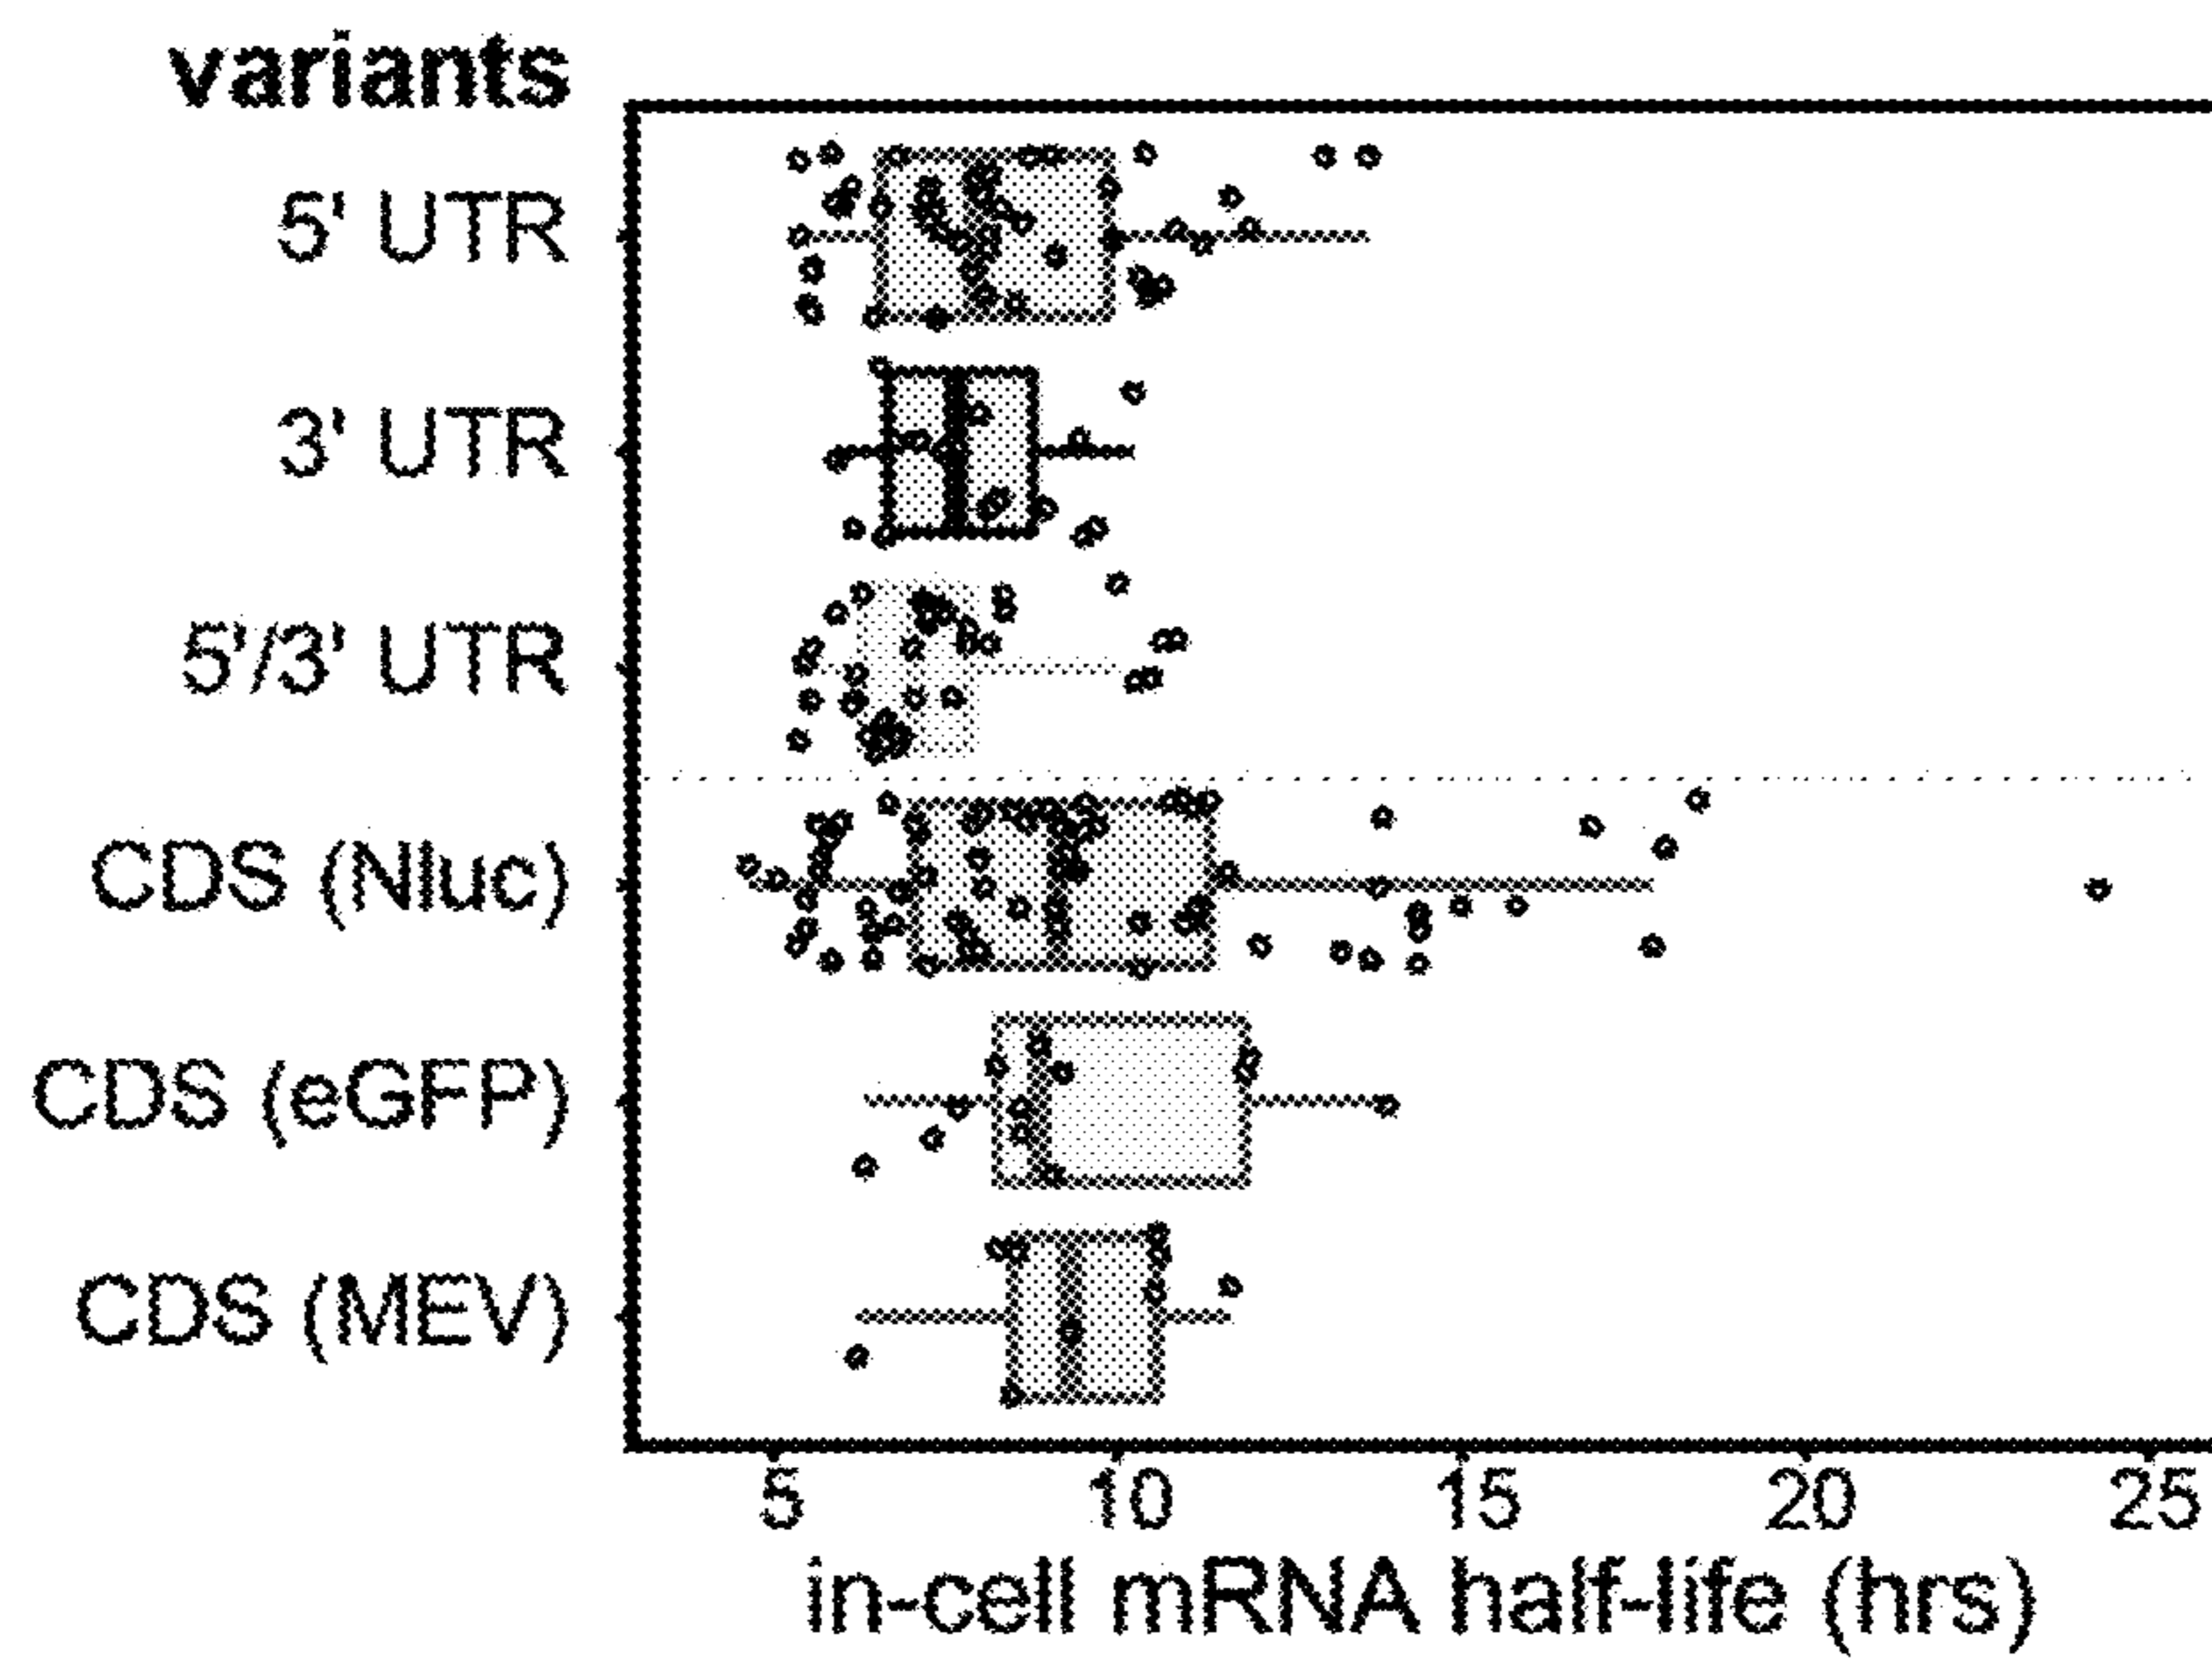 variants
5' UTR
3' UTR
5'/3' UTR
CDS (Nluc)
CDS (eGFP)
CDS (MEV)
5 10 15 20 25
in-cell mRNA half-life (hrs)